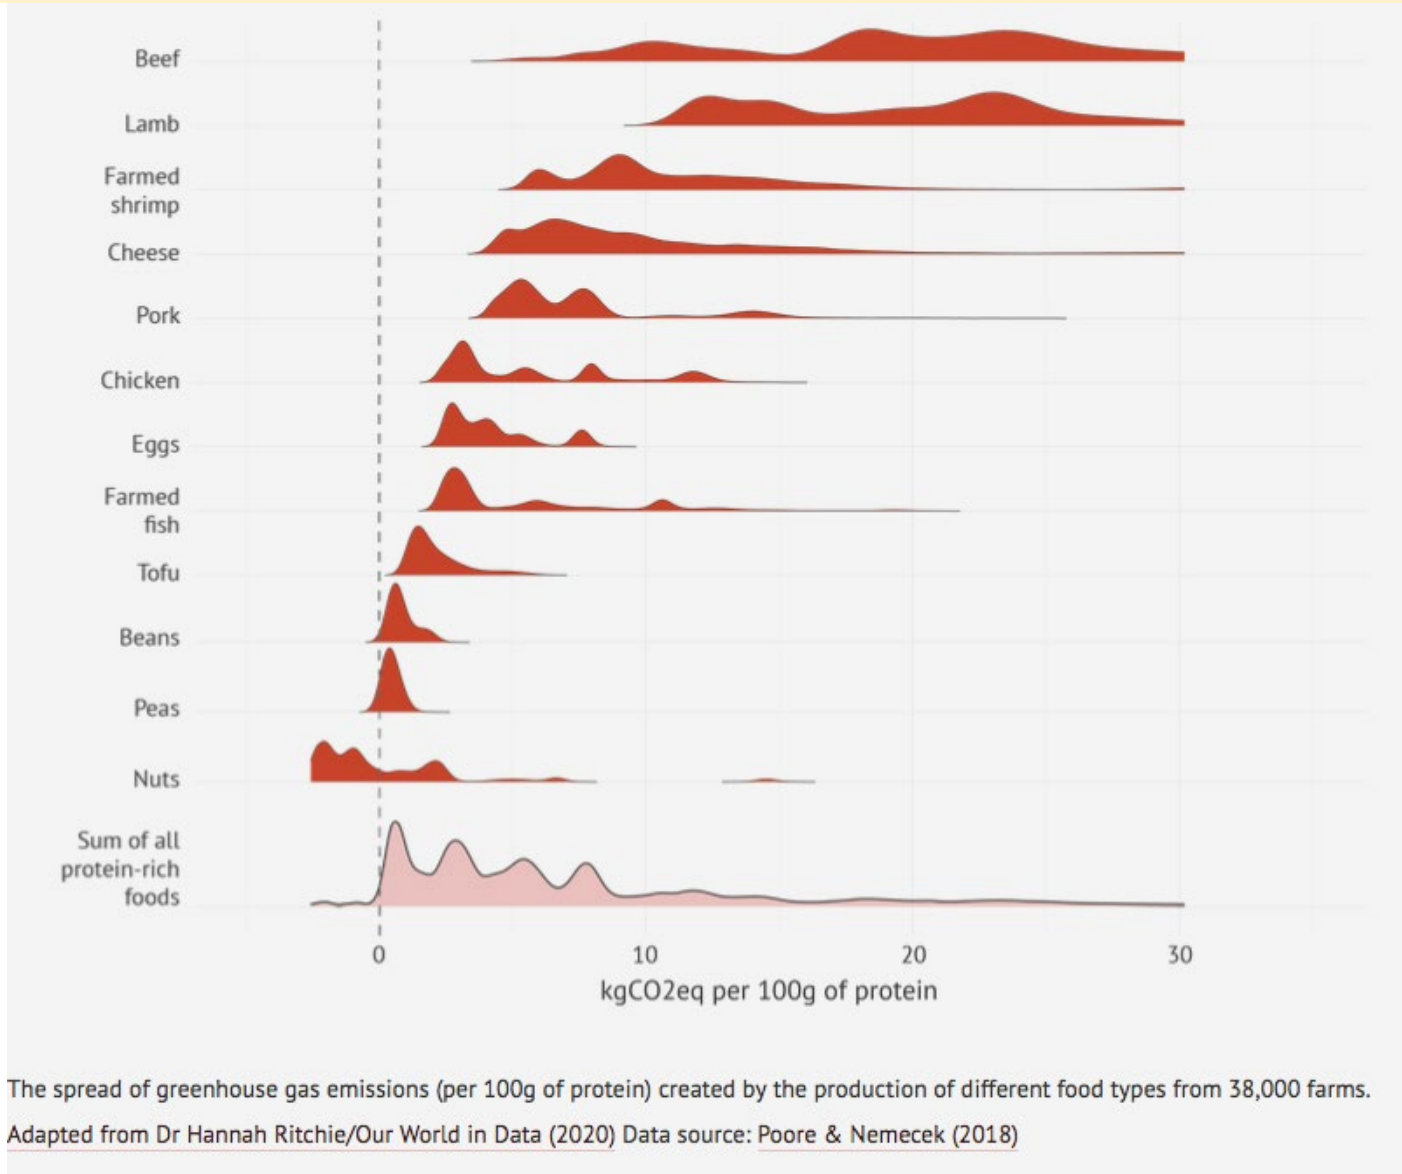 Beef
Lamb
Farmed
shrimp
Cheese
Pork
Chicken
Eggs
Farmed
fish
Tofu
Beans
Peas
Nuts
Sum of all
protein-rich
foods
0 10 20 30
kgCO2eq per 100g of protein
The spread of greenhouse gas emissions (per 100g of protein) created by the production of different food types from 38,000 farms.
Adapted from Dr Hannah Ritchie/Our World in Data (2020) Data source: Poore & Nemecek (2018)